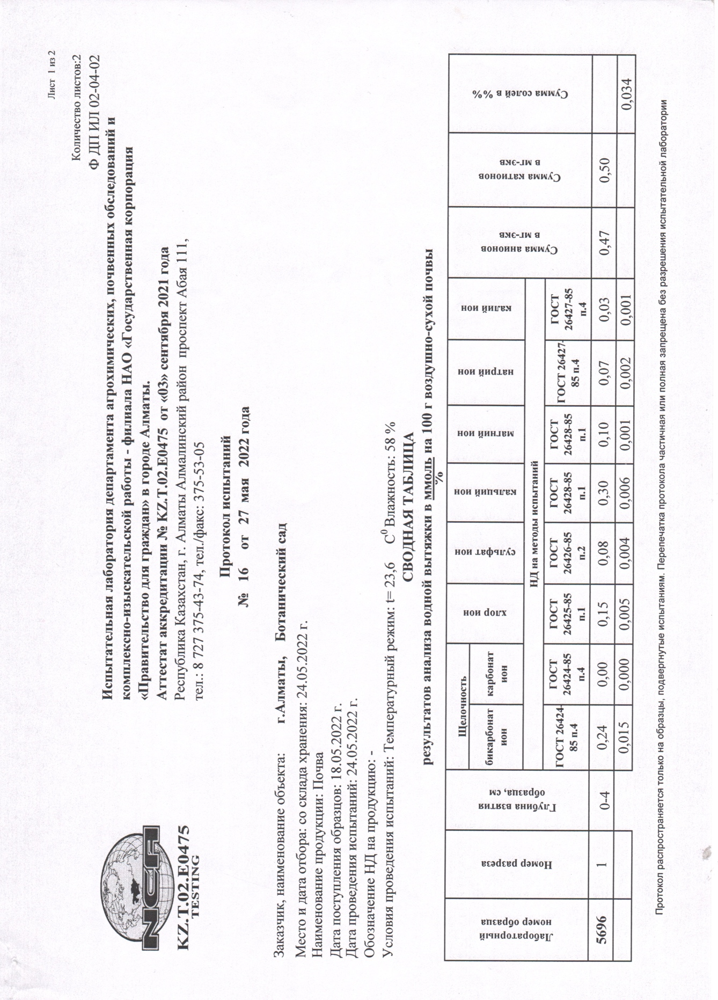 Лист 1 из 2
Количество листов:2
Ф ДП ИЛ 02-04-02
NCA
KZ.T.02.E0475
TESTING
Испытательная лаборатория департамента агрохимических, почвенных обследований и
комплексно-изыскательской работы - филиала НАО «Государственная корпорация
«Правительство для граждан» в городе Алматы.
Аттестат аккредитации № KZ.T.02.E0475 от «03» сентября 2021 года
Республика Казахстан, г. Алматы Алмалинский район проспект Абая 111,
тел.: 8 727 375-43-74, тел./факс: 375-53-05
Протокол испытаний
№ 16 от 27 мая 2022 года
Заказчик, наименование объекта: г.Алматы, Ботанический сад
Место и дата отбора: со склада хранения: 24.05.2022 г.
Наименование продукции: Почва
Дата поступления образцов: 18.05.2022 г.
Дата проведения испытаний: 24.05.2022 г.
Обозначение НД на продукцию: -
Условия проведения испытаний: Температурный режим: t= 23,6 С⁰ Влажность: 58 %
СВОДНАЯ ТАБЛИЦА
результатов анализа водной вытяжки в ммоль на 100 г воздушно-сухой почвы
%
Лабораторный
номер образца
Номер разреза
Глубина взятия
образца, см
Щелочность
бикарбонат
ион
карбонат
ион
хлор ион
сульфат ион
кальций ион
магний ион
натрий ион
калий ион
Сумма анионов
в мг-экв
Сумма катионов
в мг-экв
Сумма солей в %%
НД на методы испытаний
ГОСТ 26424-
85 п.4
ГОСТ
26424-85
п.4
ГОСТ
26425-85
п.1
ГОСТ
26426-85
п.2
ГОСТ
26428-85
п.1
ГОСТ
26428-85
п.1
ГОСТ 26427-
85 п.4
ГОСТ
26427-85
п.4
5696 1 0-4 0,24 0,00 0,15 0,08 0,30 0,10 0,07 0,03 0,47 0,50
0,015 0,000 0,005 0,004 0,006 0,001 0,002 0,001 0,034
Протокол распространяется только на образцы, подвергнутые испытаниям. Перепечатка протокола частичная или полная запрещена без разрешения испытательной лаборатории